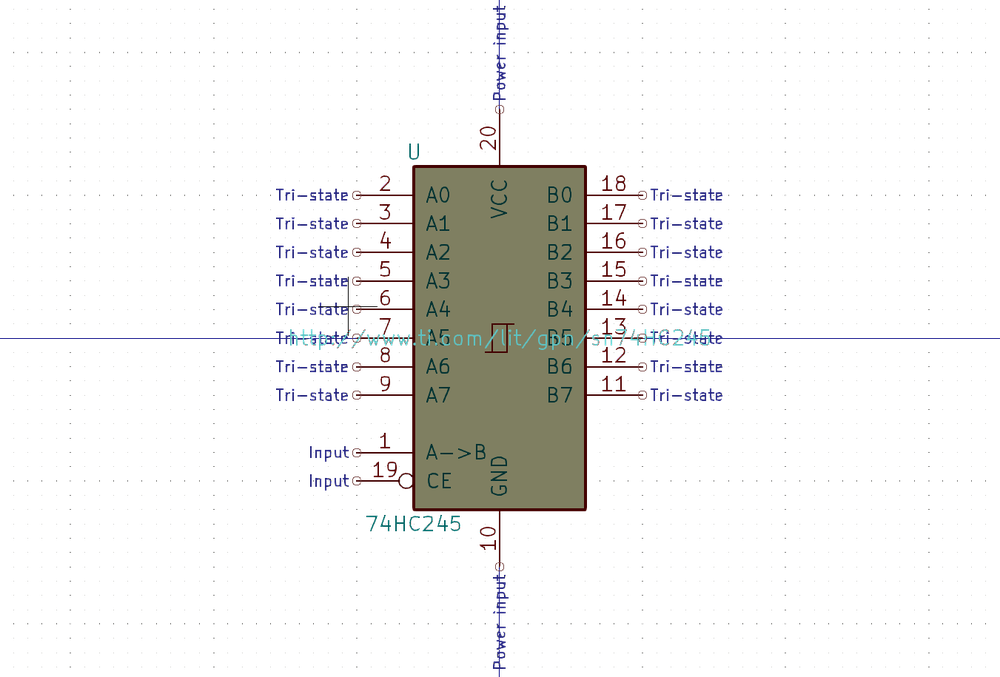 Power input
20
U
VCC
Tri-state 2 A0 B0 18 Tri-state
Tri-state 3 A1 B1 17 Tri-state
Tri-state 4 A2 B2 16 Tri-state
Tri-state 5 A3 B3 15 Tri-state
Tri-state 6 A4 B4 14 Tri-state
Tri-state 7 A5 B5 13 Tri-state
http://www.ti.com/lit/gpn/sn74HC245
Tri-state 8 A6 B6 12 Tri-state
Tri-state 9 A7 B7 11 Tri-state
Input 1 A->B
Input 19 CE
GND
74HC245
10
Power input